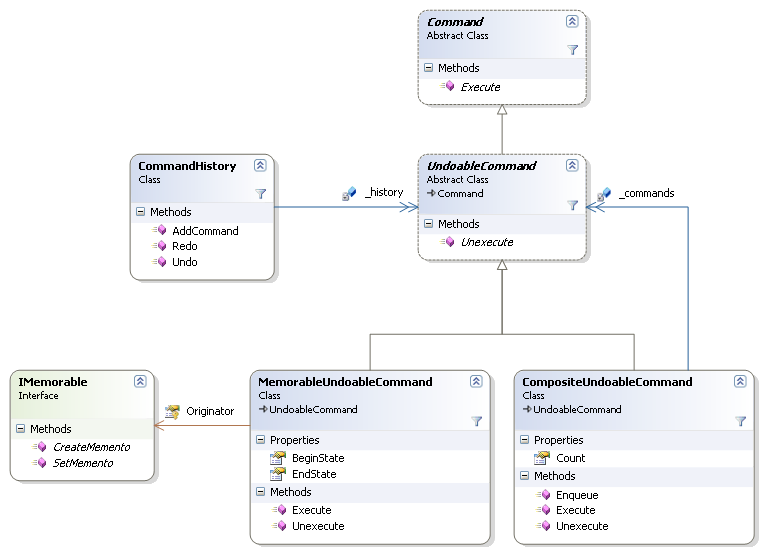 Command
Abstract Class
Methods
Execute
CommandHistory
Class
Methods
AddCommand
Redo
Undo
_history
UndoableCommand
Abstract Class
Command
Methods
Unexecute
_commands
IMemorable
Interface
Methods
CreateMemento
SetMemento
Originator
MemorableUndoableCommand
Class
UndoableCommand
Properties
BeginState
EndState
Methods
Execute
Unexecute
CompositeUndoableCommand
Class
UndoableCommand
Properties
Count
Methods
Enqueue
Execute
Unexecute